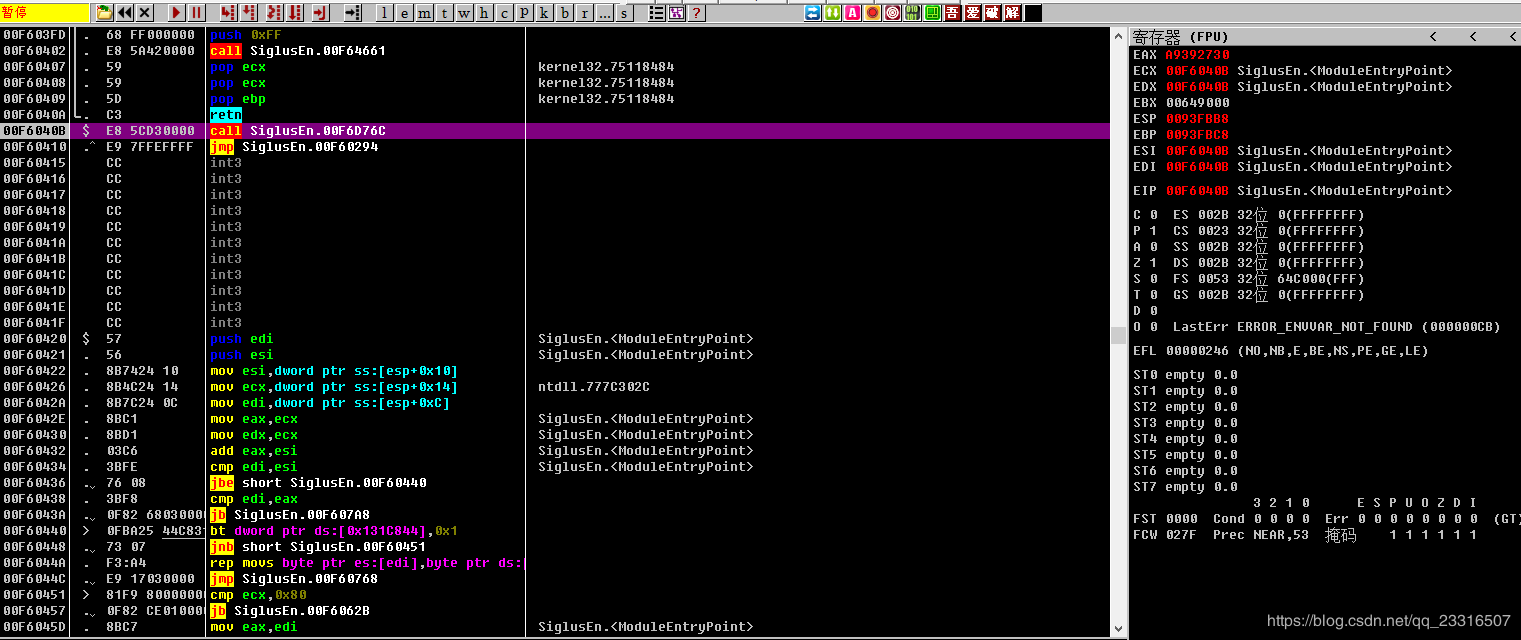 暂停 l e m t w h c p k b r ... s ? A 吾 爱 破 解
00F603FD . 68 FF000000 push 0xFF
00F60402 . E8 5A420000 call SiglusEn.00F64661
00F60407 . 59 pop ecx kernel32.75118484
00F60408 . 59 pop ecx kernel32.75118484
00F60409 . 5D pop ebp kernel32.75118484
00F6040A . C3 retn
00F6040B $ E8 5CD30000 call SiglusEn.00F6D76C
00F60410 .^ E9 7FFEFFFF jmp SiglusEn.00F60294
00F60415 CC int3
00F60416 CC int3
00F60417 CC int3
00F60418 CC int3
00F60419 CC int3
00F6041A CC int3
00F6041B CC int3
00F6041C CC int3
00F6041D CC int3
00F6041E CC int3
00F6041F CC int3
00F60420 $ 57 push edi SiglusEn.<ModuleEntryPoint>
00F60421 . 56 push esi SiglusEn.<ModuleEntryPoint>
00F60422 . 8B7424 10 mov esi,dword ptr ss:[esp+0x10]
00F60426 . 8B4C24 14 mov ecx,dword ptr ss:[esp+0x14] ntdll.777C302C
00F6042A . 8B7C24 0C mov edi,dword ptr ss:[esp+0xC]
00F6042E . 8BC1 mov eax,ecx SiglusEn.<ModuleEntryPoint>
00F60430 . 8BD1 mov edx,ecx SiglusEn.<ModuleEntryPoint>
00F60432 . 03C6 add eax,esi SiglusEn.<ModuleEntryPoint>
00F60434 . 3BFE cmp edi,esi SiglusEn.<ModuleEntryPoint>
00F60436 . 76 08 jbe short SiglusEn.00F60440
00F60438 . 3BF8 cmp edi,eax
00F6043A . 0F82 68030000 jb SiglusEn.00F607A8
00F60440 > 0FBA25 44C831 bt dword ptr ds:[0x131C844],0x1
00F60448 . 73 07 jnb short SiglusEn.00F60451
00F6044A . F3:A4 rep movs byte ptr es:[edi],byte ptr ds:[
00F6044C . E9 17030000 jmp SiglusEn.00F60768
00F60451 > 81F9 80000000 cmp ecx,0x80
00F60457 . 0F82 CE010000 jb SiglusEn.00F6062B
00F6045D . 8BC7 mov eax,edi SiglusEn.<ModuleEntryPoint>
寄存器 (FPU) < < <
EAX A9392730
ECX 00F6040B SiglusEn.<ModuleEntryPoint>
EDX 00F6040B SiglusEn.<ModuleEntryPoint>
EBX 00649000
ESP 0093FBB8
EBP 0093FBC8
ESI 00F6040B SiglusEn.<ModuleEntryPoint>
EDI 00F6040B SiglusEn.<ModuleEntryPoint>
EIP 00F6040B SiglusEn.<ModuleEntryPoint>
C 0 ES 002B 32位 0(FFFFFFFF)
P 1 CS 0023 32位 0(FFFFFFFF)
A 0 SS 002B 32位 0(FFFFFFFF)
Z 1 DS 002B 32位 0(FFFFFFFF)
S 0 FS 0053 32位 64C000(FFF)
T 0 GS 002B 32位 0(FFFFFFFF)
D 0
O 0 LastErr ERROR_ENVVAR_NOT_FOUND (000000CB)
EFL 00000246 (NO,NB,E,BE,NS,PE,GE,LE)
ST0 empty 0.0
ST1 empty 0.0
ST2 empty 0.0
ST3 empty 0.0
ST4 empty 0.0
ST5 empty 0.0
ST6 empty 0.0
ST7 empty 0.0
3 2 1 0 E S P U O Z D I
FST 0000 Cond 0 0 0 0 Err 0 0 0 0 0 0 0 0 (GT)
FCW 027F Prec NEAR,53 掩码 1 1 1 1 1 1
https://blog.csdn.net/qq_23316507